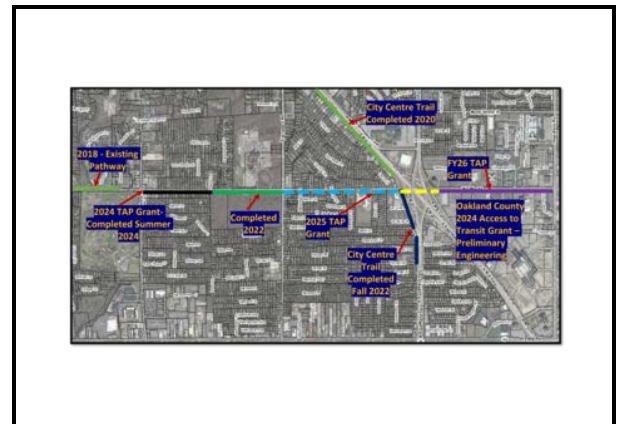 City Centre Trail
Completed 2020
2018 - Existing
Pathway
FY26 TAP
Grant
2024 TAP Grant-
Completed Summer
2024
Completed
2022
2025 TAP
Grant
Oakland County
2024 Access to
Transit Grant –
Preliminary
Engineering
City Centre
Trail
Completed
Fall 2022